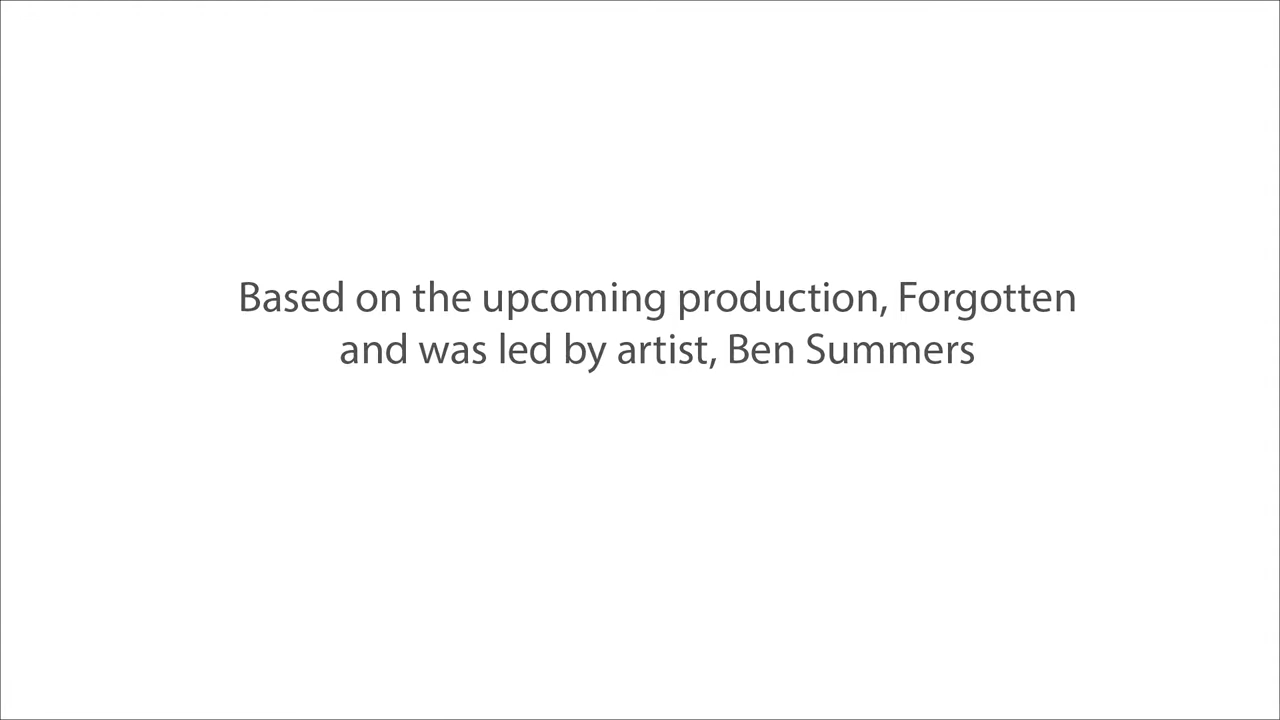 Based on the upcoming production, Forgotten
and was led by artist, Ben Summers